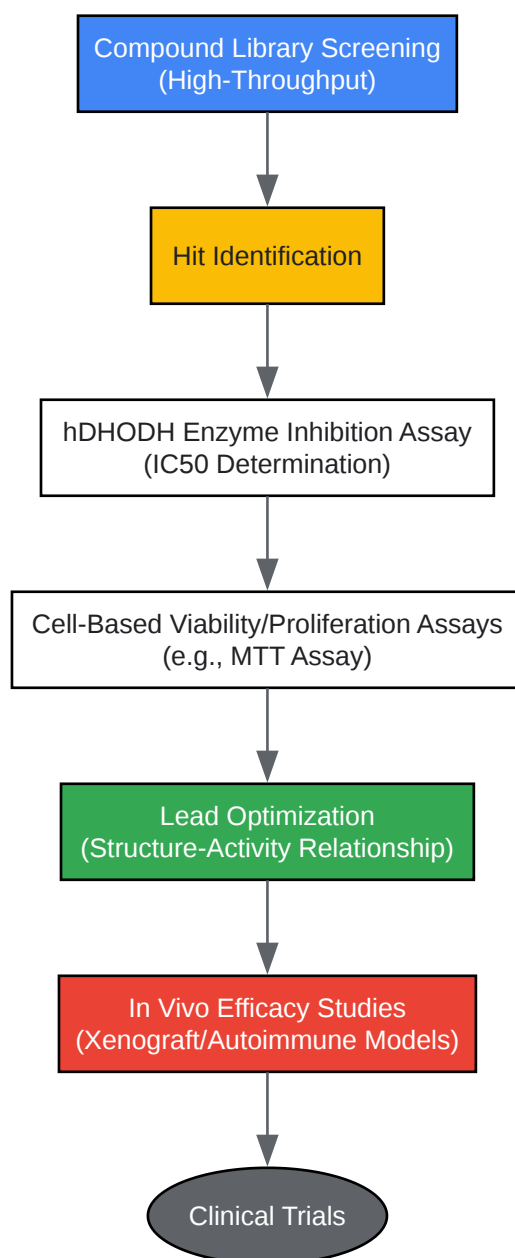 Compound Library Screening
(High-Throughput)
Hit Identification
hDHODH Enzyme Inhibition Assay
(IC50 Determination)
Cell-Based Viability/Proliferation Assays
(e.g., MTT Assay)
Lead Optimization
(Structure-Activity Relationship)
In Vivo Efficacy Studies
(Xenograft/Autoimmune Models)
Clinical Trials